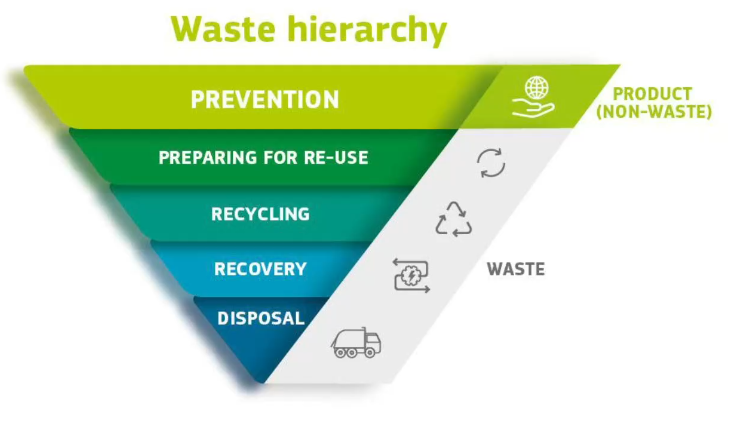 Waste hierarchy
PREVENTION
PRODUCT
(NON-WASTE)
PREPARING FOR RE-USE
RECYCLING
RECOVERY
WASTE
DISPOSAL